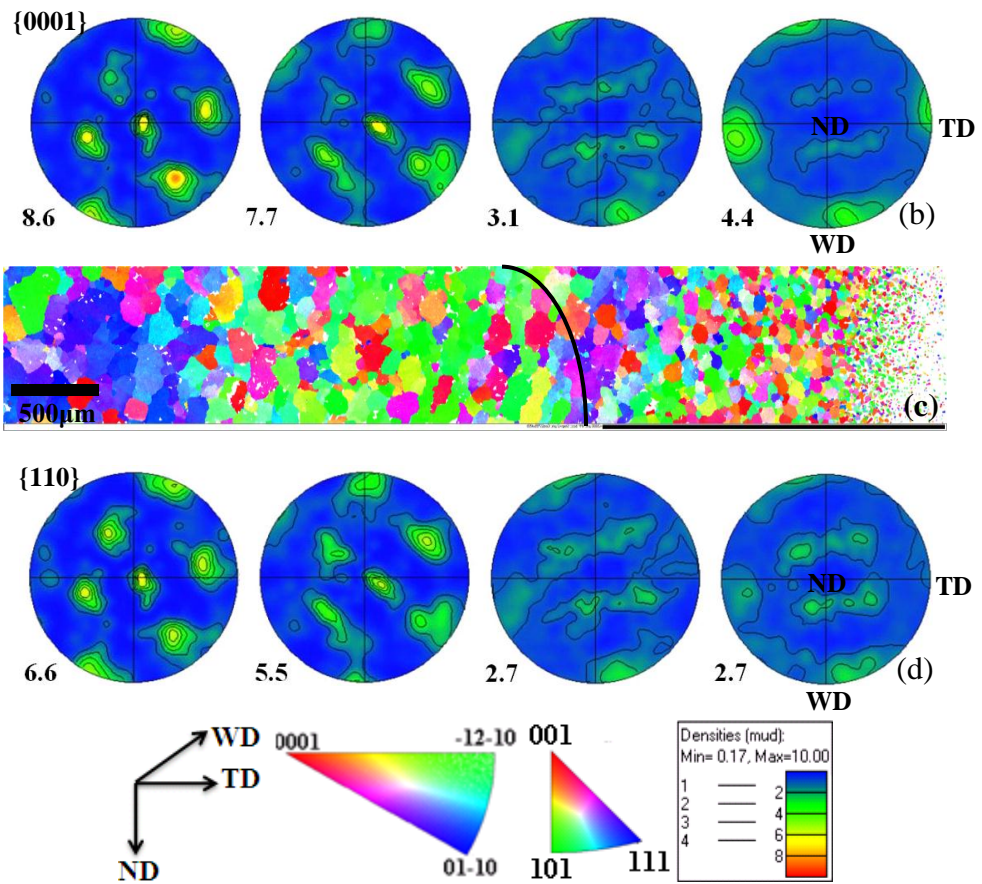 {0001}
8.6
7.7
3.1
4.4
ND
TD
(b)
WD
500μm
(c)
{110}
6.6
5.5
2.7
2.7
ND
TD
(d)
WD
WD
TD
ND
0001
-12-10
01-10
001
101
111
Densities (mud):
Min= 0.17, Max=10.00
1
2
3
4
2
4
6
8